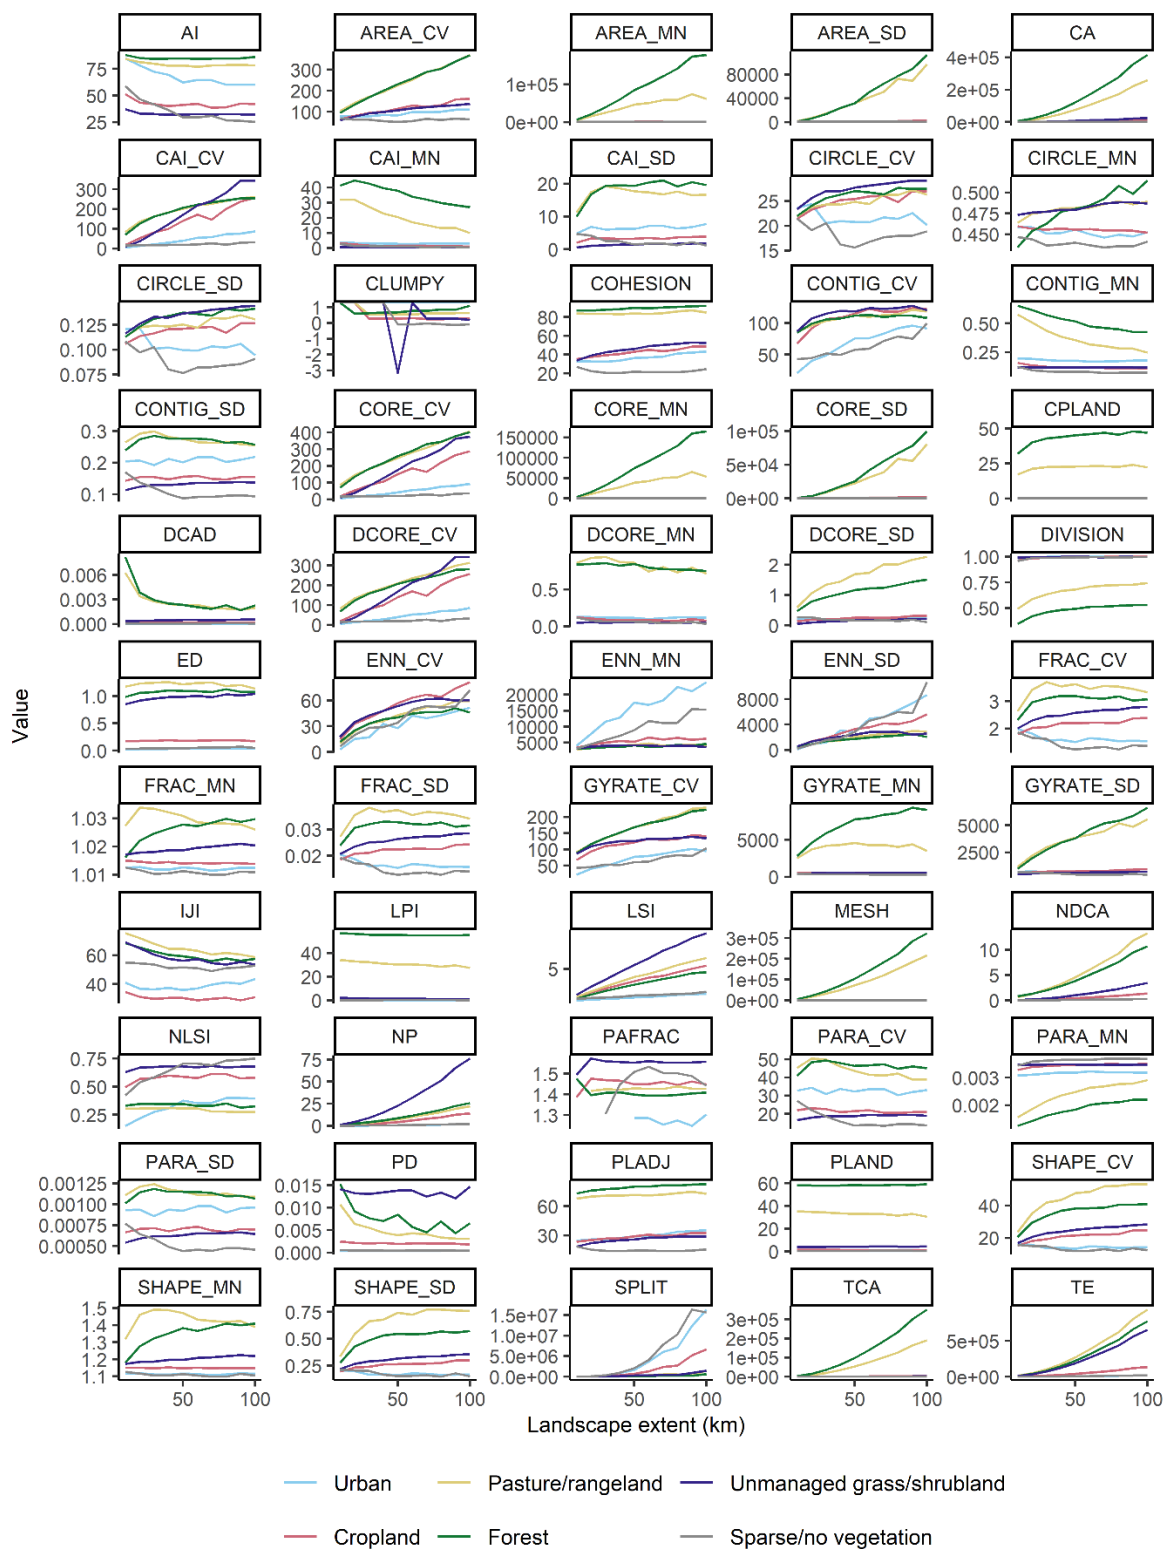 AI AREA_CV AREA_MN AREA_SD CA
75 50 25
300 200 100
1e+05 0e+00
80000 40000 0
4e+05 2e+05 0e+00
CAI_CV CAI_MN CAI_SD CIRCLE_CV CIRCLE_MN
300 200 100 0
40 30 20 10 0
20 10 0
25 20 15
0.500 0.475 0.450
CIRCLE_SD CLUMPY COHESION CONTIG_CV CONTIG_MN
0.125 0.100 0.075
1 0 -1 -2 -3
80 60 40 20
100 50
0.50 0.25
CONTIG_SD CORE_CV CORE_MN CORE_SD CPLAND
0.3 0.2 0.1
400 300 200 100 0
150000 100000 50000 0
1e+05 5e+04 0e+00
50 25 0
DCAD DCORE_CV DCORE_MN DCORE_SD DIVISION
0.006 0.003 0.000
300 200 100 0
0.5 0.0
2 1 0
1.00 0.75 0.50
ED ENN_CV ENN_MN ENN_SD FRAC_CV
1.0 0.5 0.0
60 30 0
20000 15000 10000 5000
8000 4000 0
3 2
FRAC_MN FRAC_SD GYRATE_CV GYRATE_MN GYRATE_SD
1.03 1.02 1.01
0.03 0.02
200 150 100 50
5000 0
5000 2500
IJI LPI LSI MESH NDCA
60 40
40 20 0
5
3e+05 2e+05 1e+05 0e+00
10 5 0
NLSI NP PAFRAC PARA_CV PARA_MN
0.75 0.50 0.25
75 50 25 0
1.5 1.4 1.3
50 40 30 20
0.003 0.002
PARA_SD PD PLADJ PLAND SHAPE_CV
0.00125 0.00100 0.00075 0.00050
0.015 0.010 0.005 0.000
60 30
60 40 20 0
40 20
SHAPE_MN SHAPE_SD SPLIT TCA TE
1.5 1.4 1.3 1.2 1.1
0.75 0.50 0.25
1.5e+07 1.0e+07 5.0e+06 0.0e+00
3e+05 2e+05 1e+05 0e+00
5e+05 0e+00
50 100 50 100 50 100 50 100 50 100
Value
Landscape extent (km)
Urban Pasture/rangeland Unmanaged grass/shrubland
Cropland Forest Sparse/no vegetation